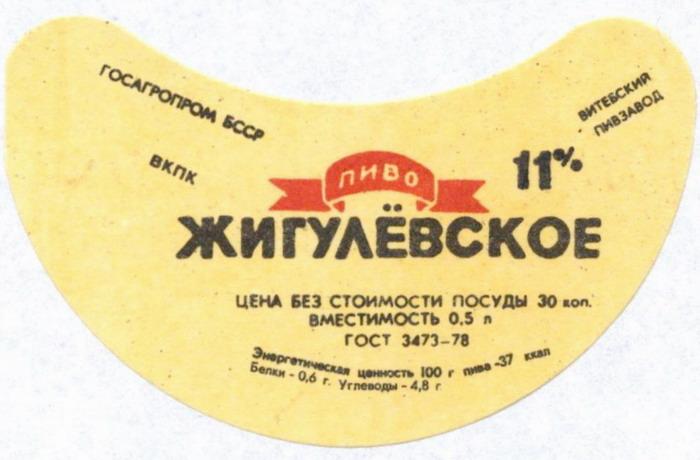 ГОСАГРОПРОМ БССР
ВКПК
ВИТЕБСКИЙ
ПИВЗАВОД
11%
ПИВО
ЖИГУЛЁВСКОЕ
ЦЕНА БЕЗ СТОИМОСТИ ПОСУДЫ 30 коп.
ВМЕСТИМОСТЬ 0,5 л
ГОСТ 3473-78
Энергетическая ценность 100 г пива -37 ккал
Белки - 0,6 г. Углеводы - 4,8 г